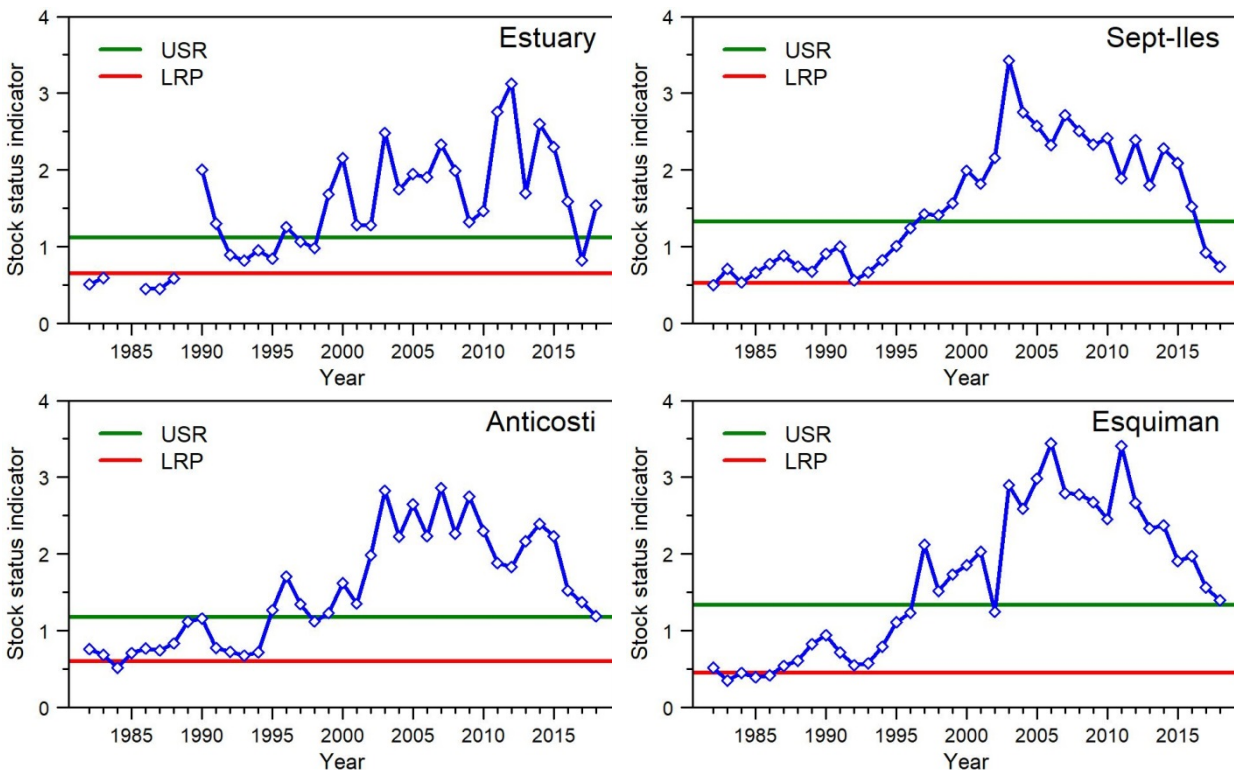 Estuary
USR
LRP
Stock status indicator
4
3
2
1
0
1985 1990 1995 2000 2005 2010 2015
Year
Sept-Iles
USR
LRP
Stock status indicator
4
3
2
1
0
1985 1990 1995 2000 2005 2010 2015
Year
Anticosti
USR
LRP
Stock status indicator
4
3
2
1
0
1985 1990 1995 2000 2005 2010 2015
Year
Esquiman
USR
LRP
Stock status indicator
4
3
2
1
0
1985 1990 1995 2000 2005 2010 2015
Year